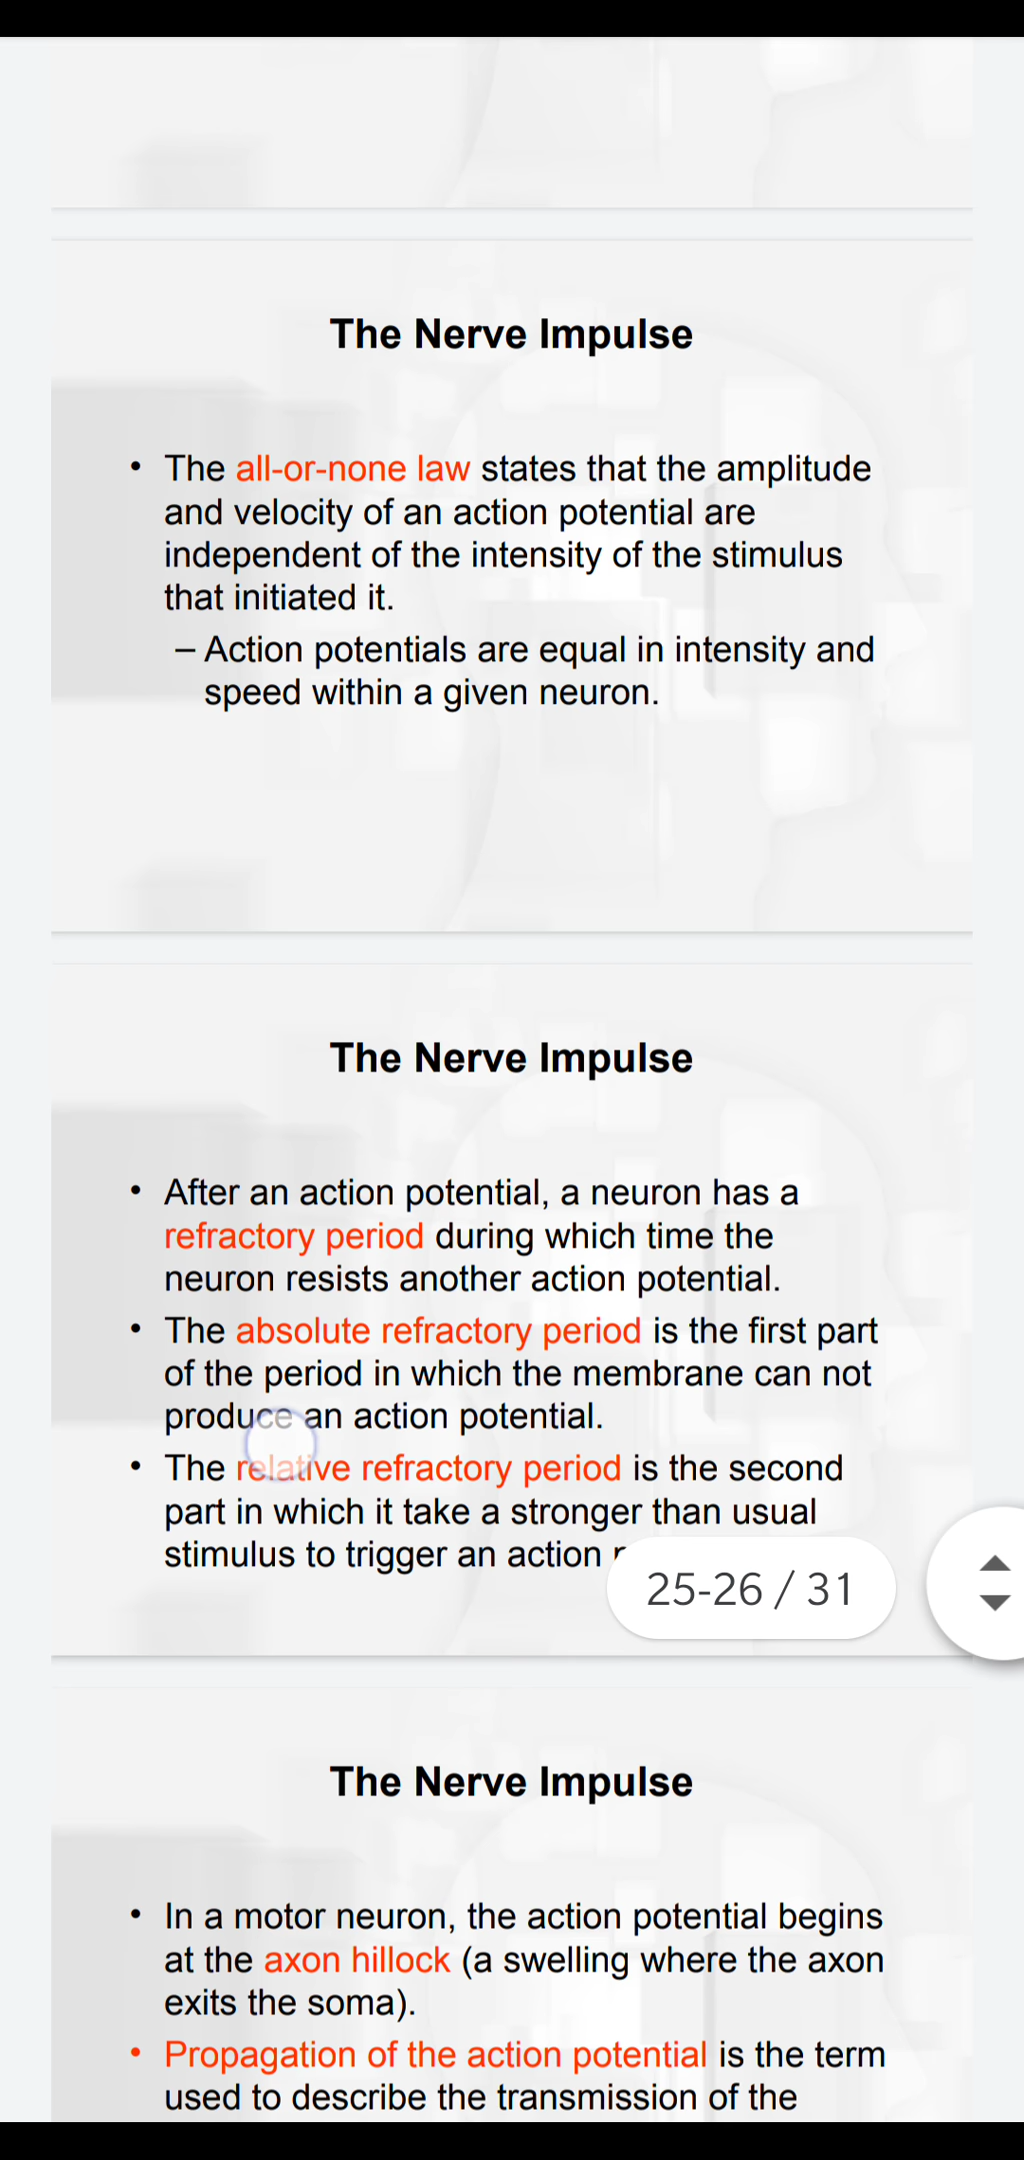 The Nerve Impulse
• The all-or-none law states that the amplitude
and velocity of an action potential are
independent of the intensity of the stimulus
that initiated it.
– Action potentials are equal in intensity and
speed within a given neuron.
The Nerve Impulse
• After an action potential, a neuron has a
refractory period during which time the
neuron resists another action potential.
• The absolute refractory period is the first part
of the period in which the membrane can not
produce an action potential.
• The relative refractory period is the second
part in which it take a stronger than usual
stimulus to trigger an action
25-26 / 31
The Nerve Impulse
• In a motor neuron, the action potential begins
at the axon hillock (a swelling where the axon
exits the soma).
• Propagation of the action potential is the term
used to describe the transmission of the